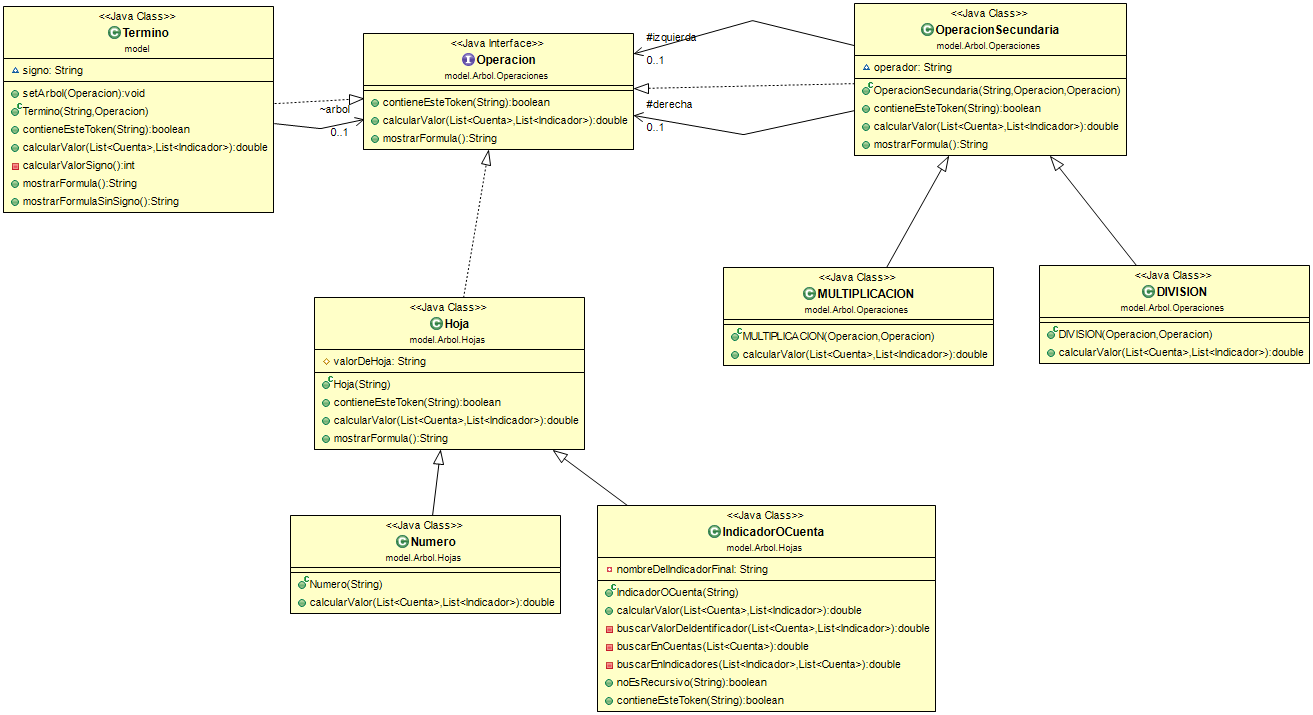 <<Java Class>>
Termino
model
signo: String
setArbol(Operacion):void
Termino(String,Operacion)
contieneEsteToken(String):boolean
calcularValor(List<Cuenta>,List<Indicador>):double
calcularValorSigno():int
mostrarFormula():String
mostrarFormulaSinSigno():String
~arbol
0..1
<<Java Interface>>
Operacion
model.Arbol.Operaciones
contieneEsteToken(String):boolean
calcularValor(List<Cuenta>,List<Indicador>):double
mostrarFormula():String
#izquierda
0..1
#derecha
0..1
<<Java Class>>
OperacionSecundaria
model.Arbol.Operaciones
operador: String
OperacionSecundaria(String,Operacion,Operacion)
contieneEsteToken(String):boolean
calcularValor(List<Cuenta>,List<Indicador>):double
mostrarFormula():String
<<Java Class>>
MULTIPLICACION
model.Arbol.Operaciones
MULTIPLICACION(Operacion,Operacion)
calcularValor(List<Cuenta>,List<Indicador>):double
<<Java Class>>
DIVISION
model.Arbol.Operaciones
DIVISION(Operacion,Operacion)
calcularValor(List<Cuenta>,List<Indicador>):double
<<Java Class>>
Hoja
model.Arbol.Hojas
valorDeHoja: String
Hoja(String)
contieneEsteToken(String):boolean
calcularValor(List<Cuenta>,List<Indicador>):double
mostrarFormula():String
<<Java Class>>
Numero
model.Arbol.Hojas
Numero(String)
calcularValor(List<Cuenta>,List<Indicador>):double
<<Java Class>>
IndicadorOCuenta
model.Arbol.Hojas
nombreDelIndicadorFinal: String
IndicadorOCuenta(String)
calcularValor(List<Cuenta>,List<Indicador>):double
buscarValorDeIdentificador(List<Cuenta>,List<Indicador>):double
buscarEnCuentas(List<Cuenta>):double
buscarEnIndicadores(List<Indicador>,List<Cuenta>):double
noEsRecursivo(String):boolean
contieneEsteToken(String):boolean